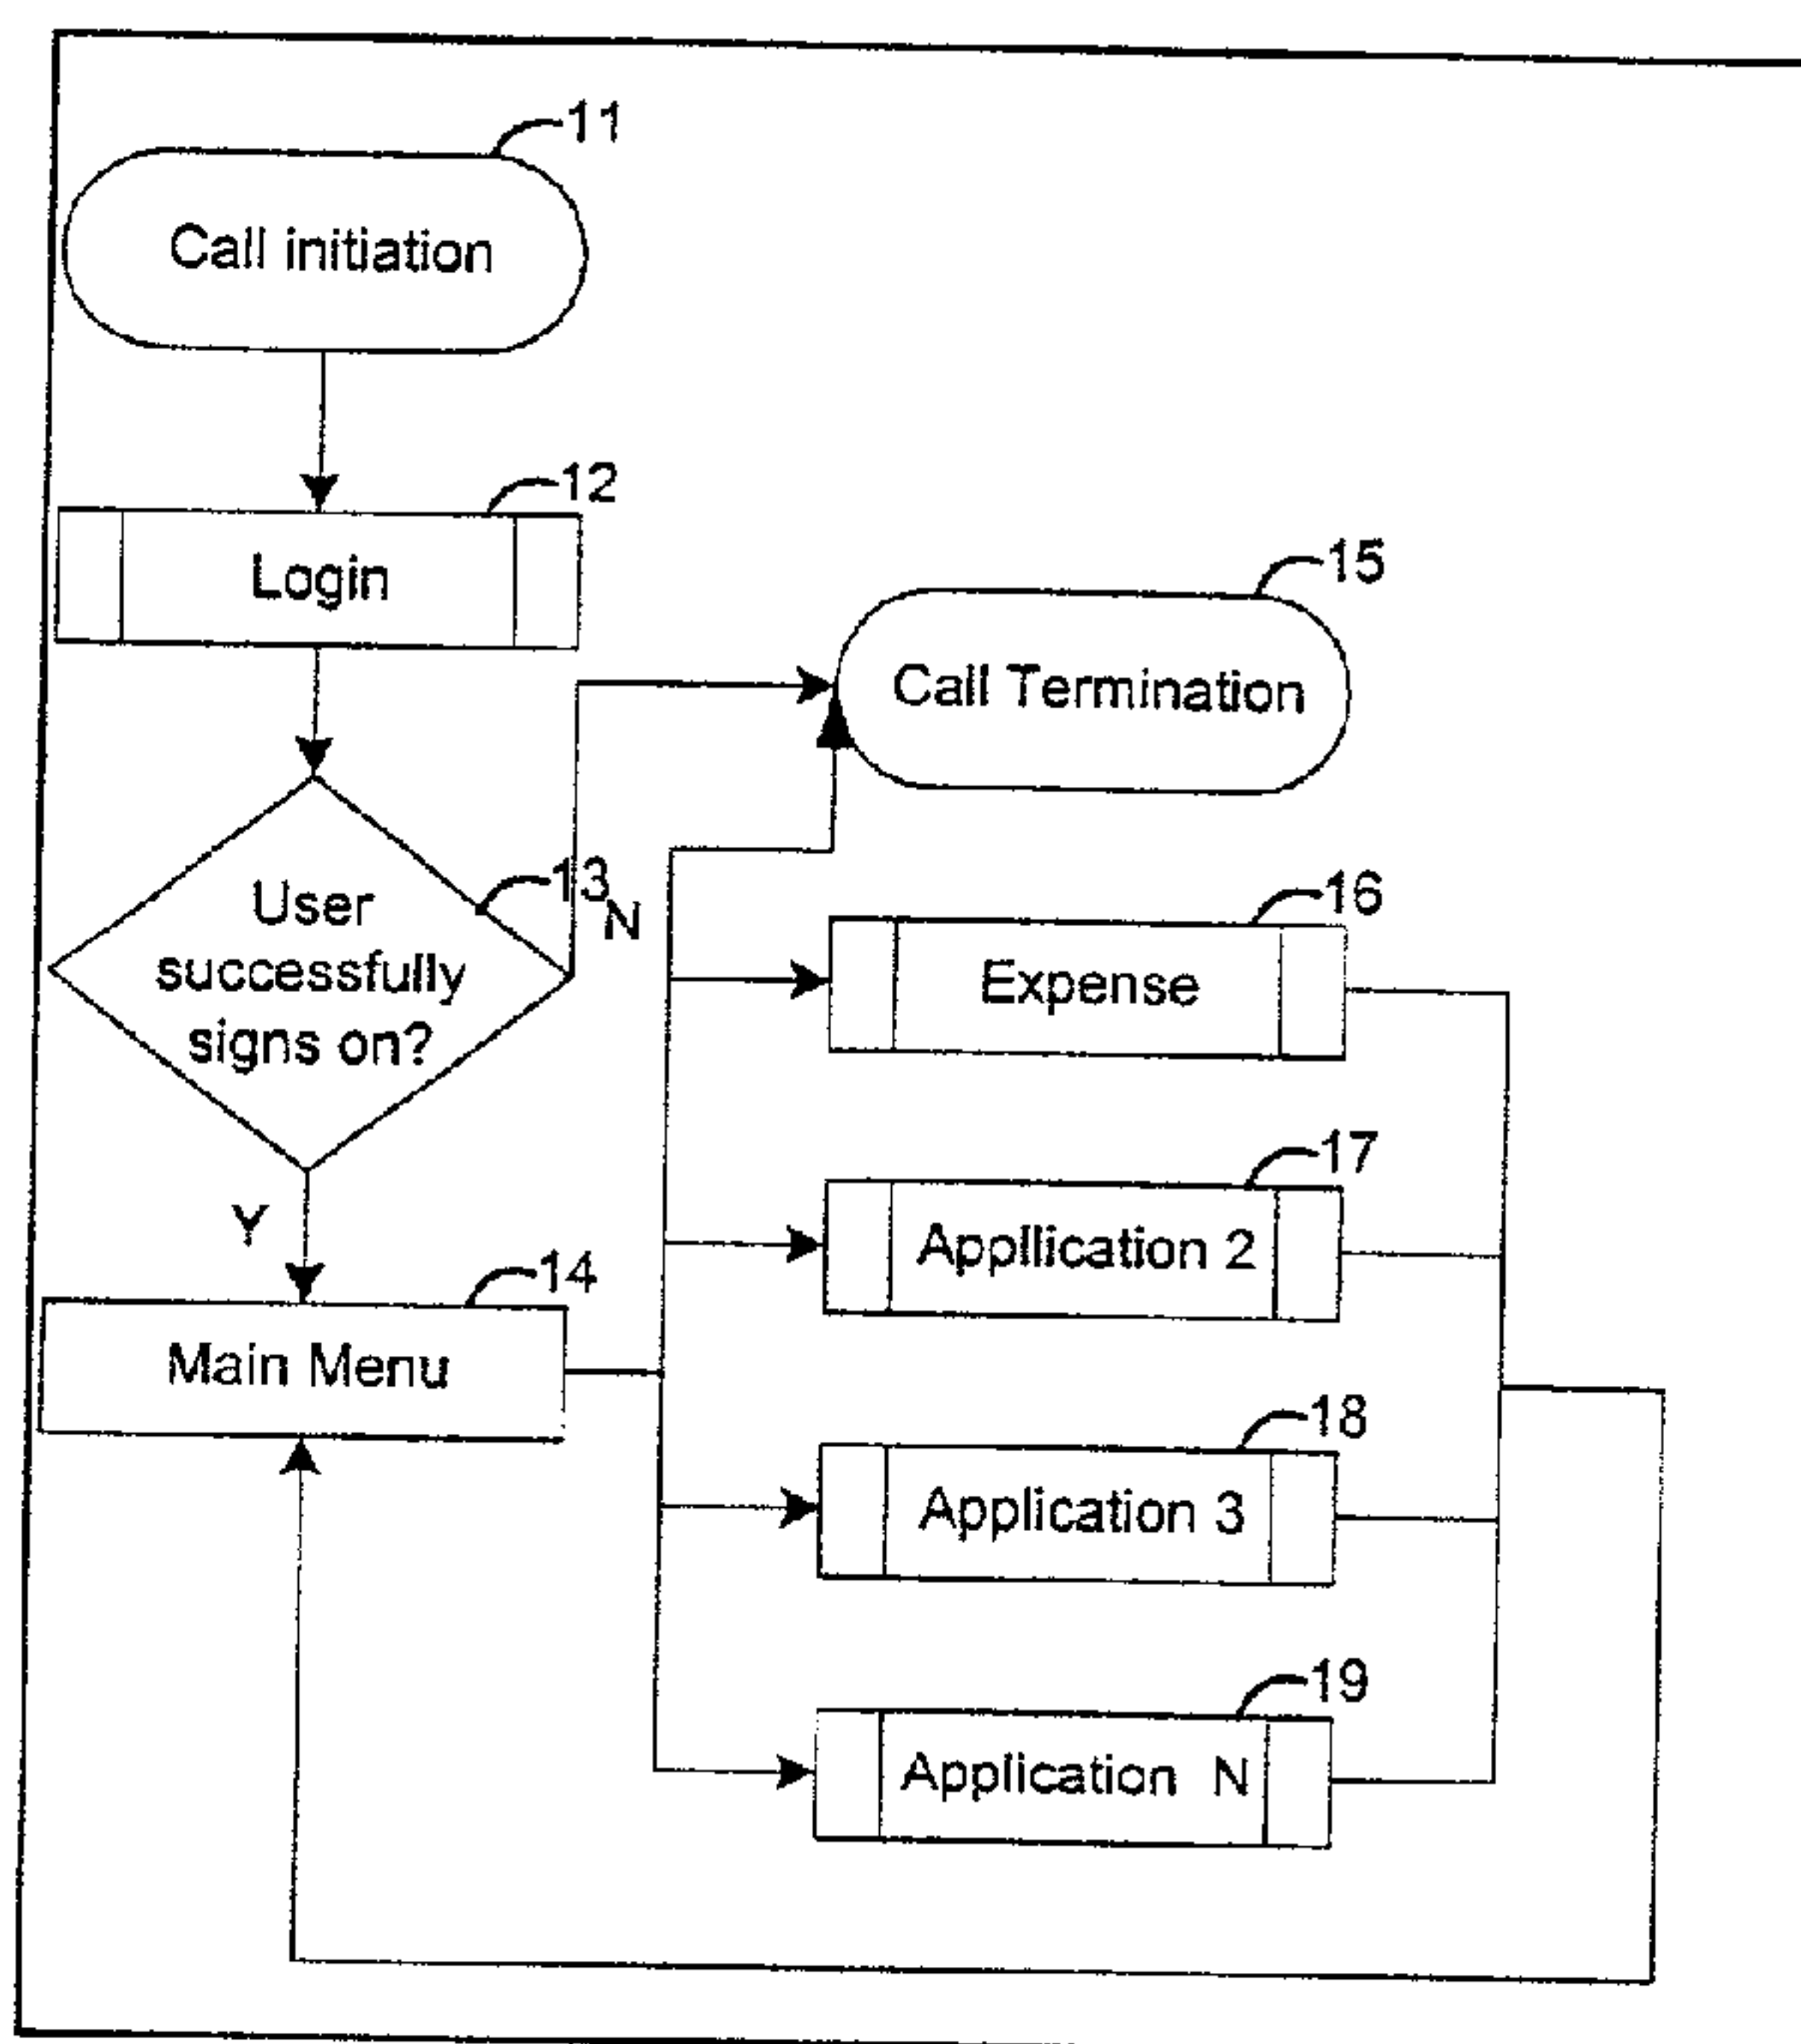 11
Call initiation
12
Login
15
Call Termination
13
N
User
successfully
signs on?
16
Expense
17
Appllication 2
Y
14
Main Menu
18
Application 3
19
Application N